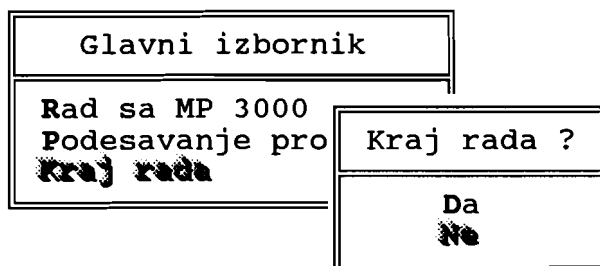 Glavni izbornik
Rad sa MP 3000
Podesavanje pro
Kraj rada
Kraj rada ?
Da
Ne